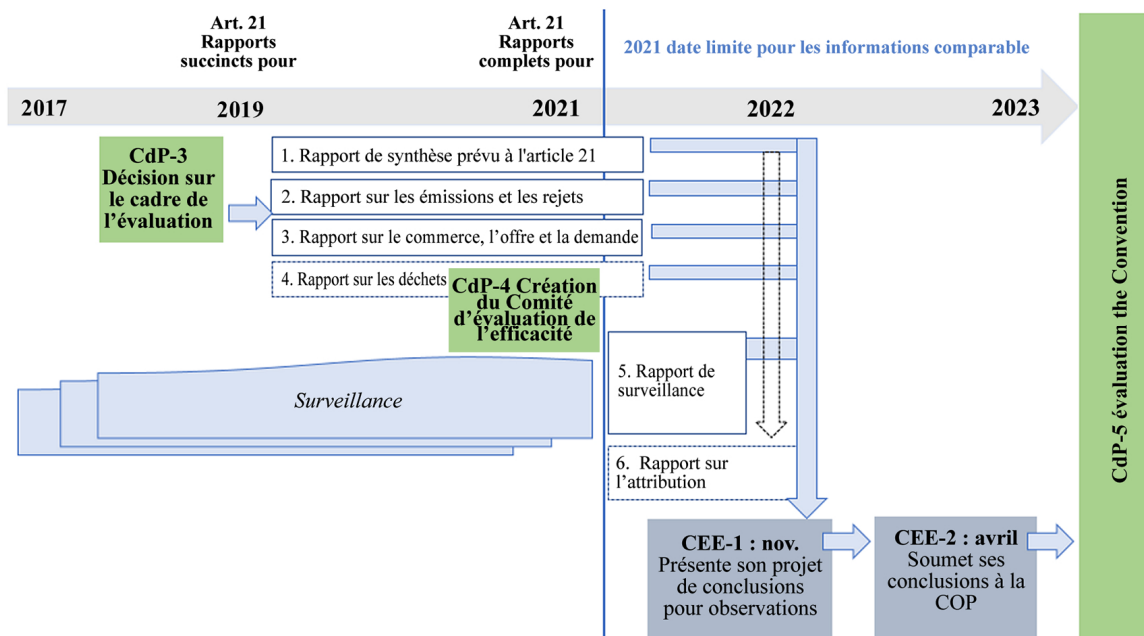 Art. 21
Rapports
succincts pour
Art. 21
Rapports
complets pour
2021 date limite pour les informations comparable
2017
2019
2021
2022
2023
CdP-3
Décision sur
le cadre de
l’évaluation
1. Rapport de synthèse prévu à l'article 21
2. Rapport sur les émissions et les rejets
3. Rapport sur le commerce, l’offre et la demande
4. Rapport sur les déchets
CdP-4 Création
du Comité
d’évaluation de
l’efficacité
Surveillance
5. Rapport de
surveillance
6. Rapport sur
l’attribution
CEE-1 : nov.
Présente son projet
de conclusions
pour observations
CEE-2 : avril
Soumet ses
conclusions à la
COP
CdP-5 évaluation the Convention